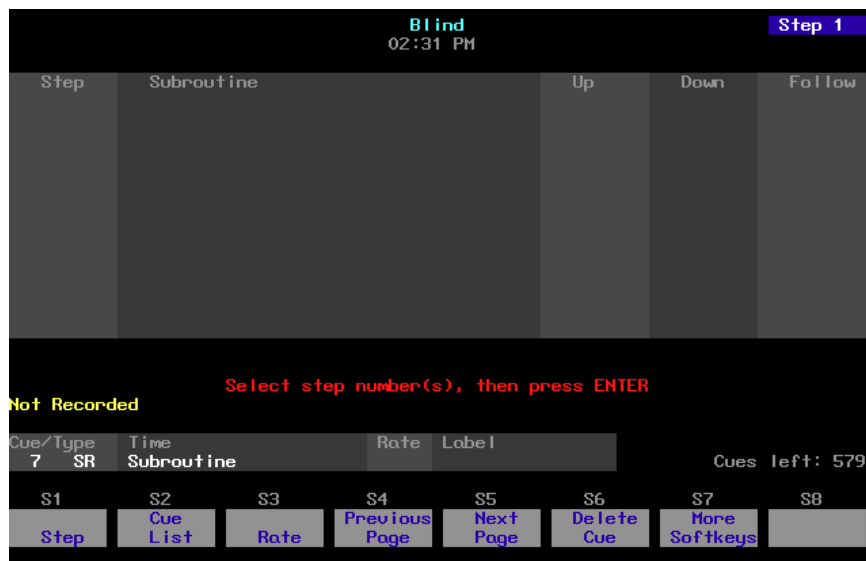 Blind
Step 1
02:31 PM
Step Subroutine Up Down Follow
Select step number(s), then press ENTER
Not Recorded
Cue/Type Time Rate Label
7 SR Subroutine Cues left: 579
S1 S2 S3 S4 S5 S6 S7 S8
Cue Previous Next Delete More
Step List Rate Page Page Cue Softkeys